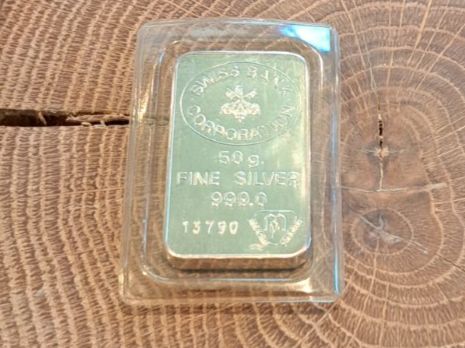 SWISS BANK
CORPORATION
50 g.
FINE SILVER
999.0
13790